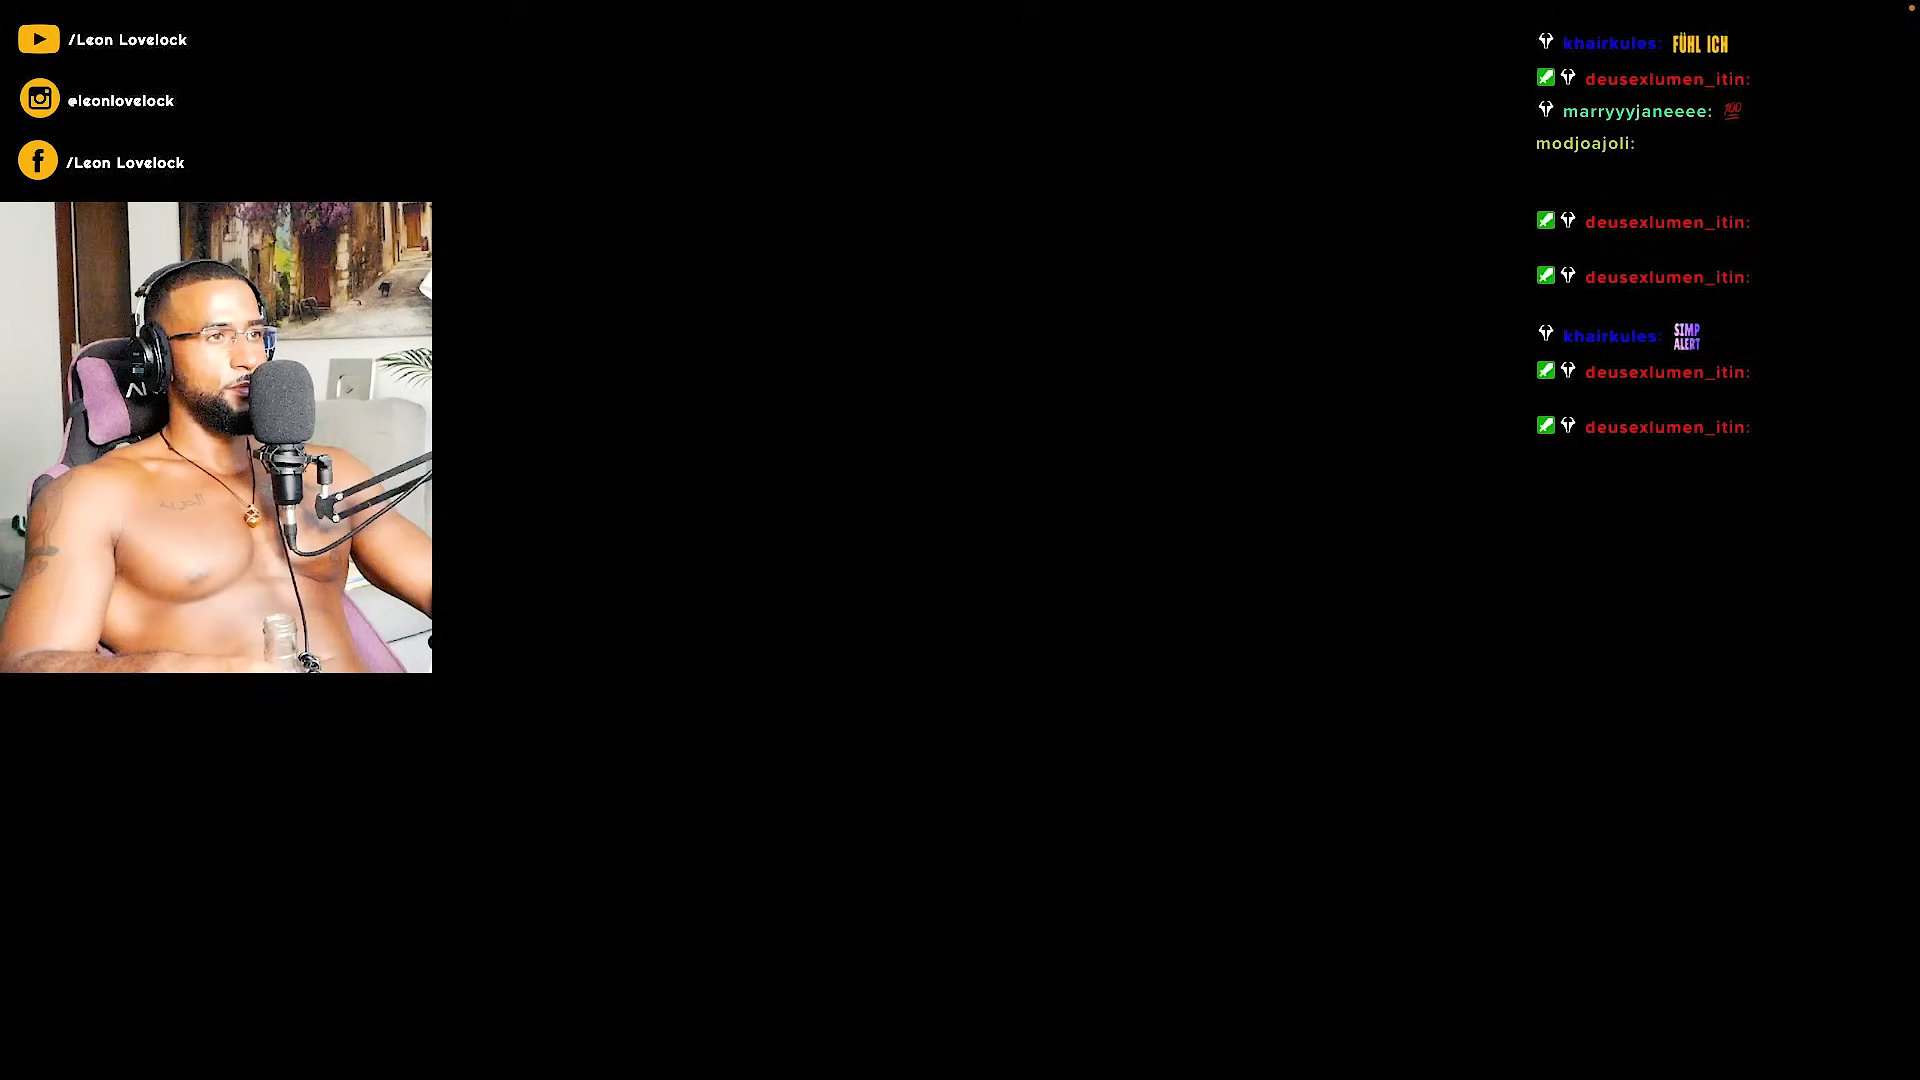 /Leon Lovelock
@leonlovelock
/Leon Lovelock
khairkules: FÜHL ICH
deusexlumen_itin:
marryyyjaneeee: 💯
modjoajoli:
deusexlumen_itin:
deusexlumen_itin:
khairkules: SIMP
ALERT
deusexlumen_itin:
deusexlumen_itin: